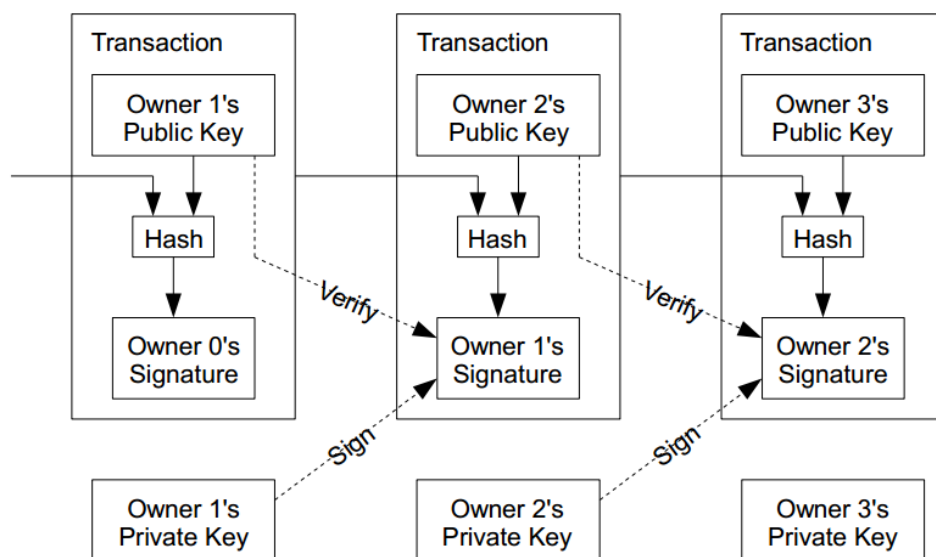 Transaction
Transaction
Transaction
Owner 1's
Public Key
Owner 2's
Public Key
Owner 3's
Public Key
Hash
Hash
Hash
Verify
Verify
Owner 0's
Signature
Owner 1's
Signature
Owner 2's
Signature
Sign
Sign
Owner 1's
Private Key
Owner 2's
Private Key
Owner 3's
Private Key